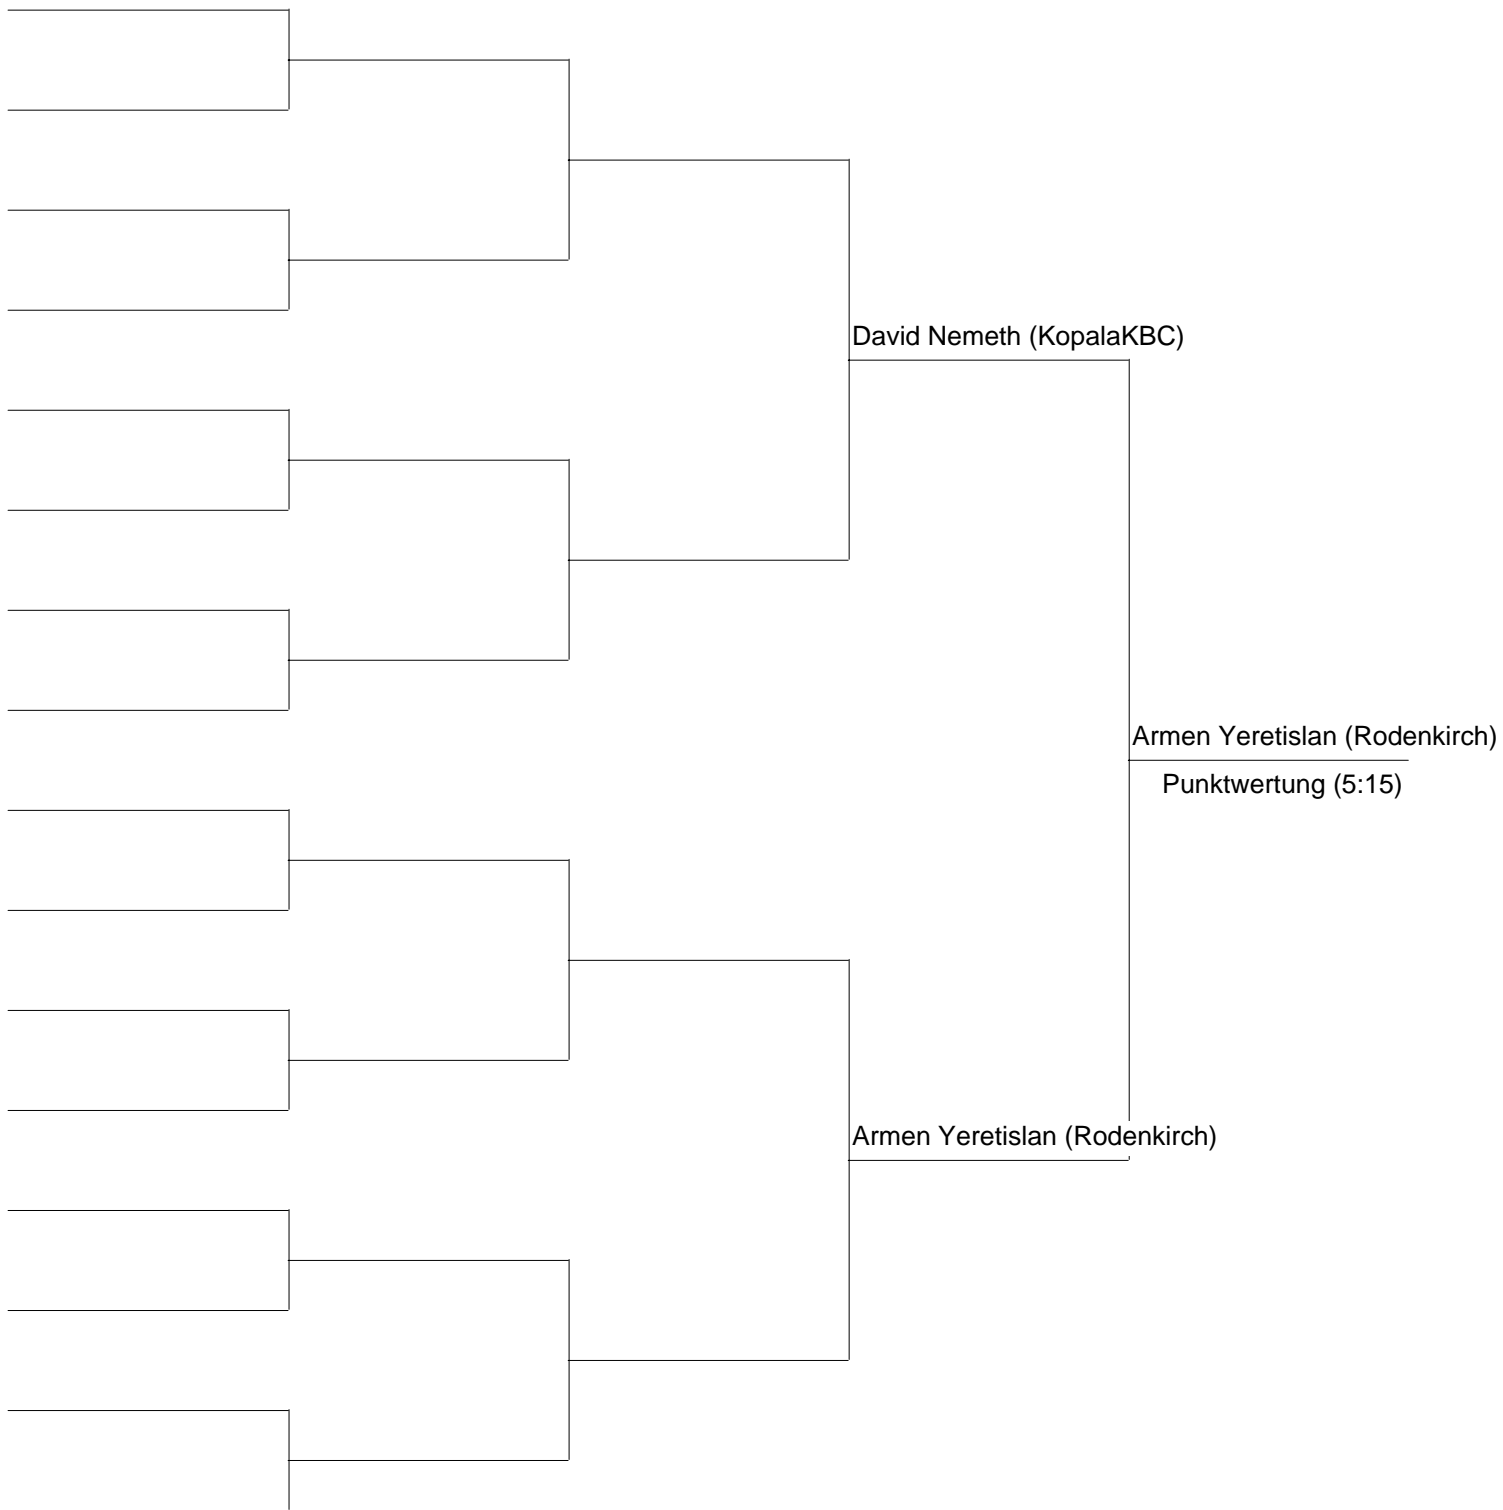 David Nemeth (KopalaKBC)
Armen Yeretislan (Rodenkirch)
Punktwertung (5:15)
Armen Yeretislan (Rodenkirch)